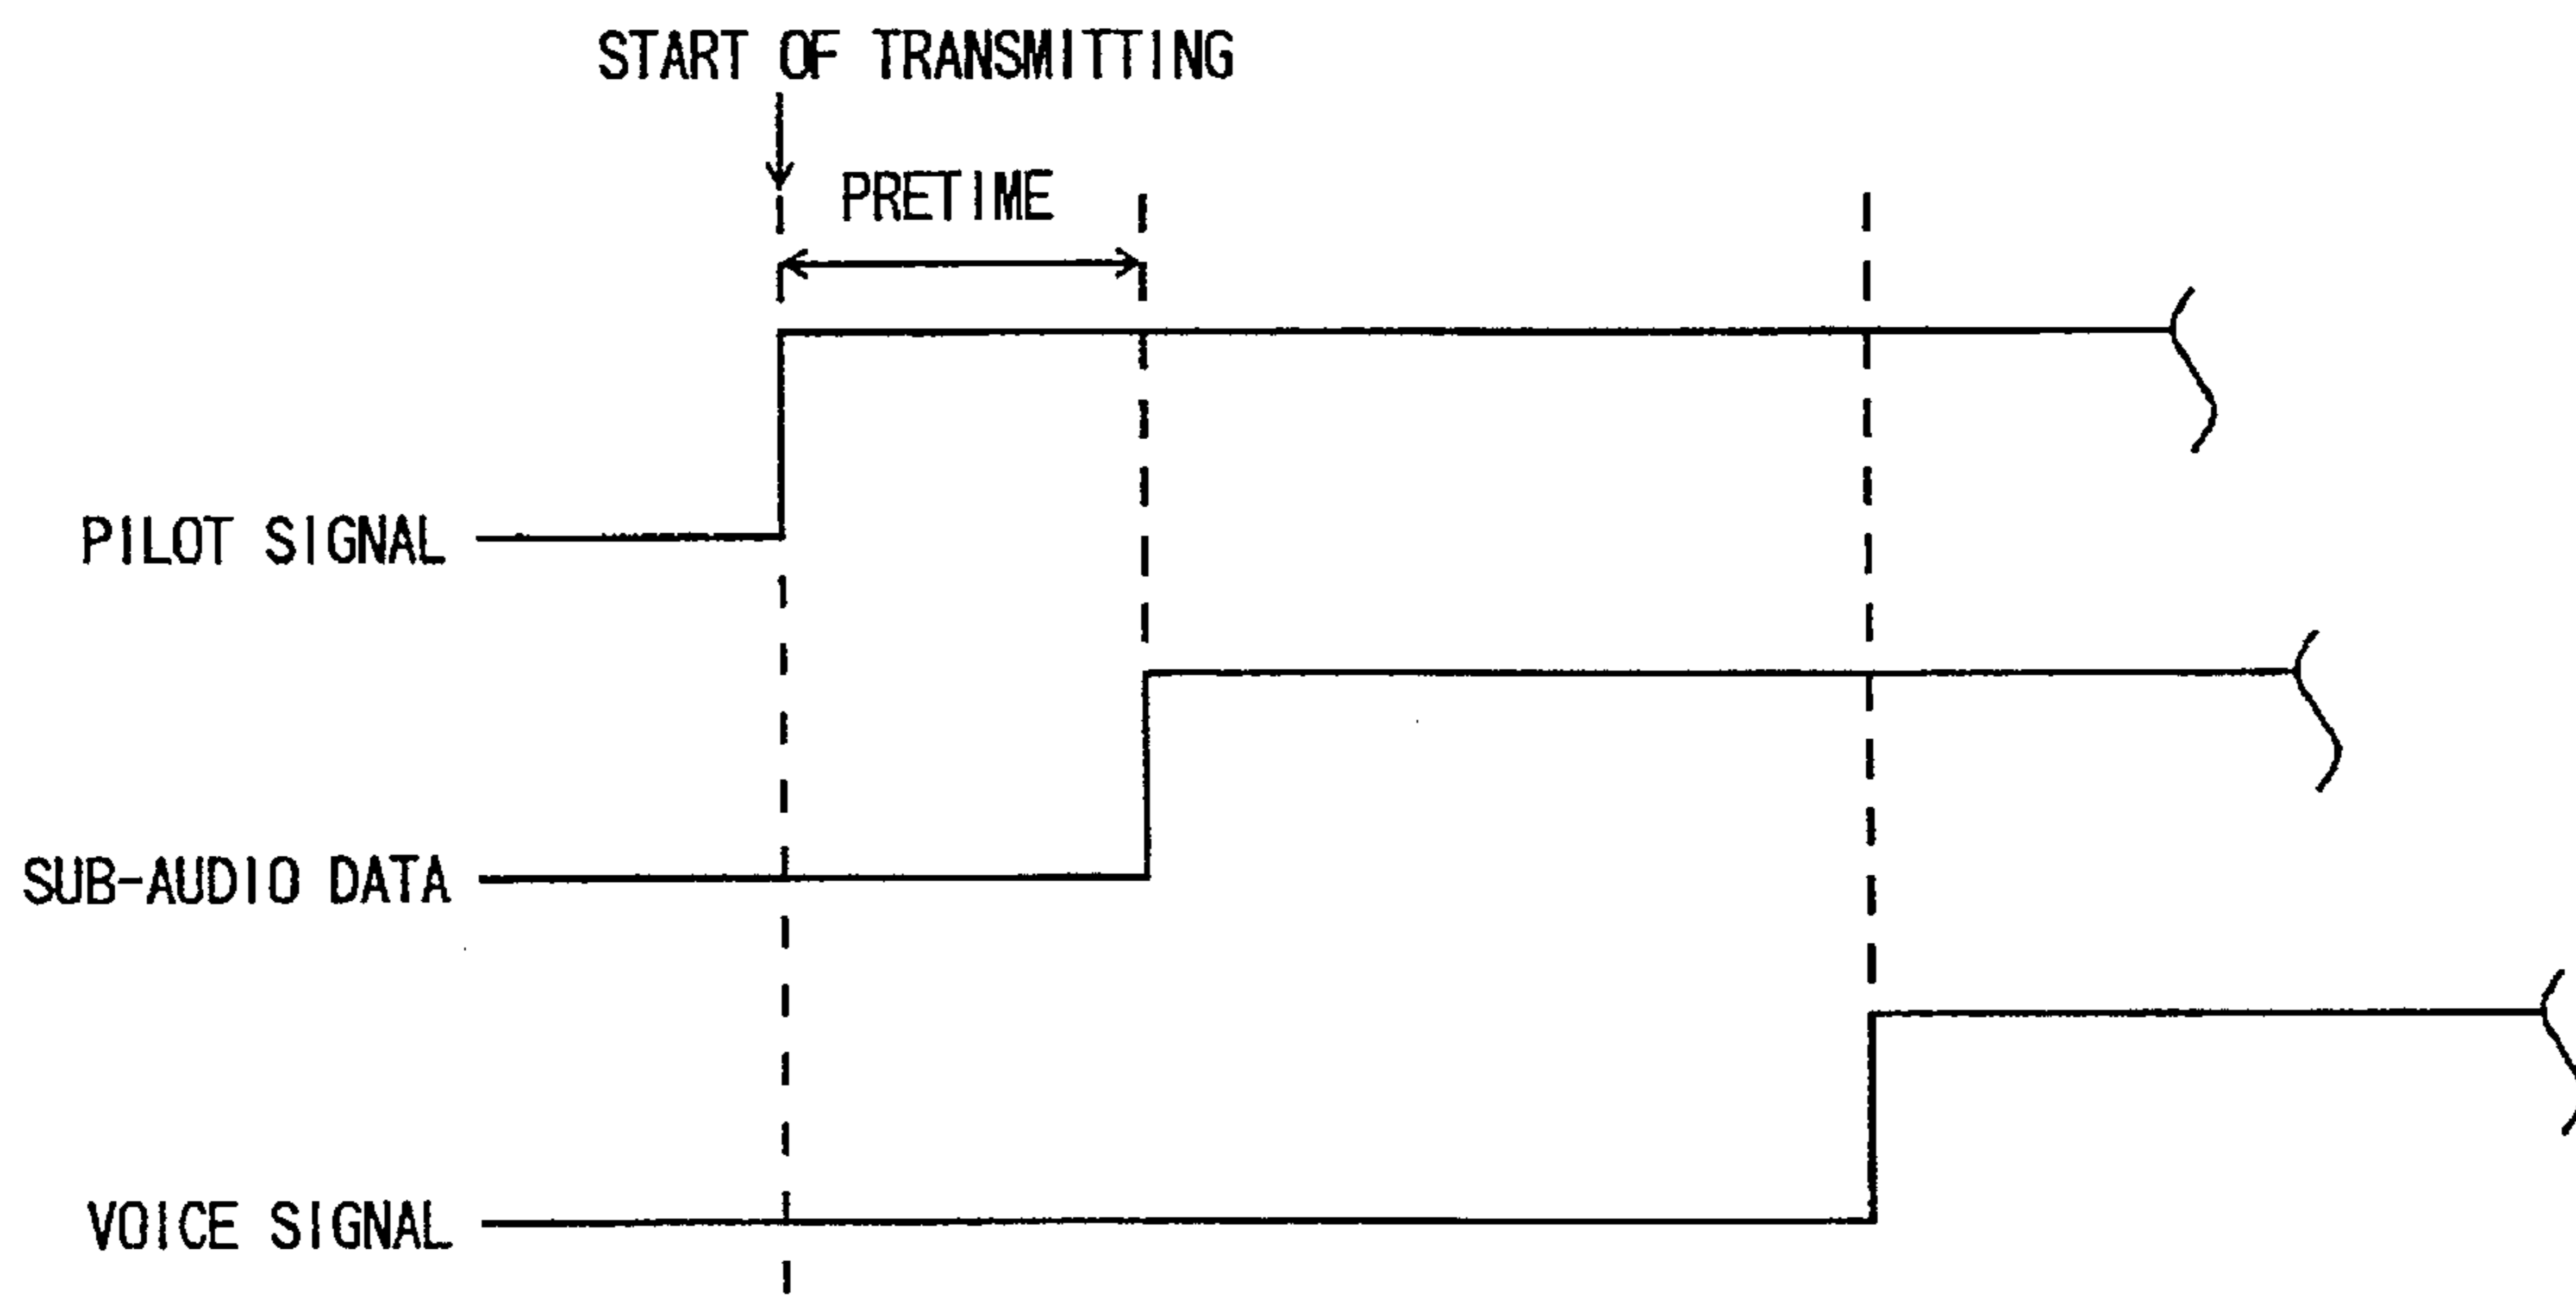 START OF TRANSMITTING
PRETIME
PILOT SIGNAL
SUB-AUDIO DATA
VOICE SIGNAL